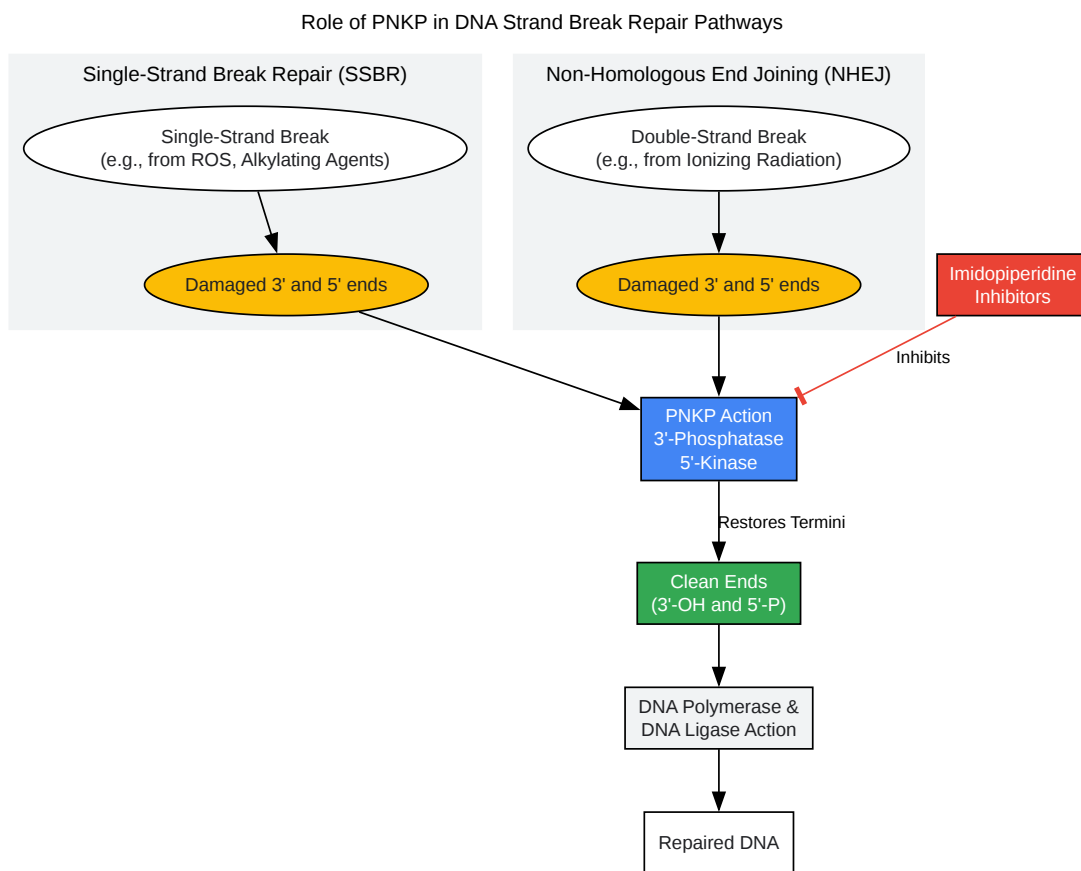 Role of PNKP in DNA Strand Break Repair Pathways
Single-Strand Break Repair (SSBR)
Non-Homologous End Joining (NHEJ)
Single-Strand Break
(e.g., from ROS, Alkylating Agents)
Double-Strand Break
(e.g., from Ionizing Radiation)
Damaged 3' and 5' ends
Damaged 3' and 5' ends
Imidopiperidine
Inhibitors
Inhibits
PNKP Action
3'-Phosphatase
5'-Kinase
Restores Termini
Clean Ends
(3'-OH and 5'-P)
DNA Polymerase &
DNA Ligase Action
Repaired DNA